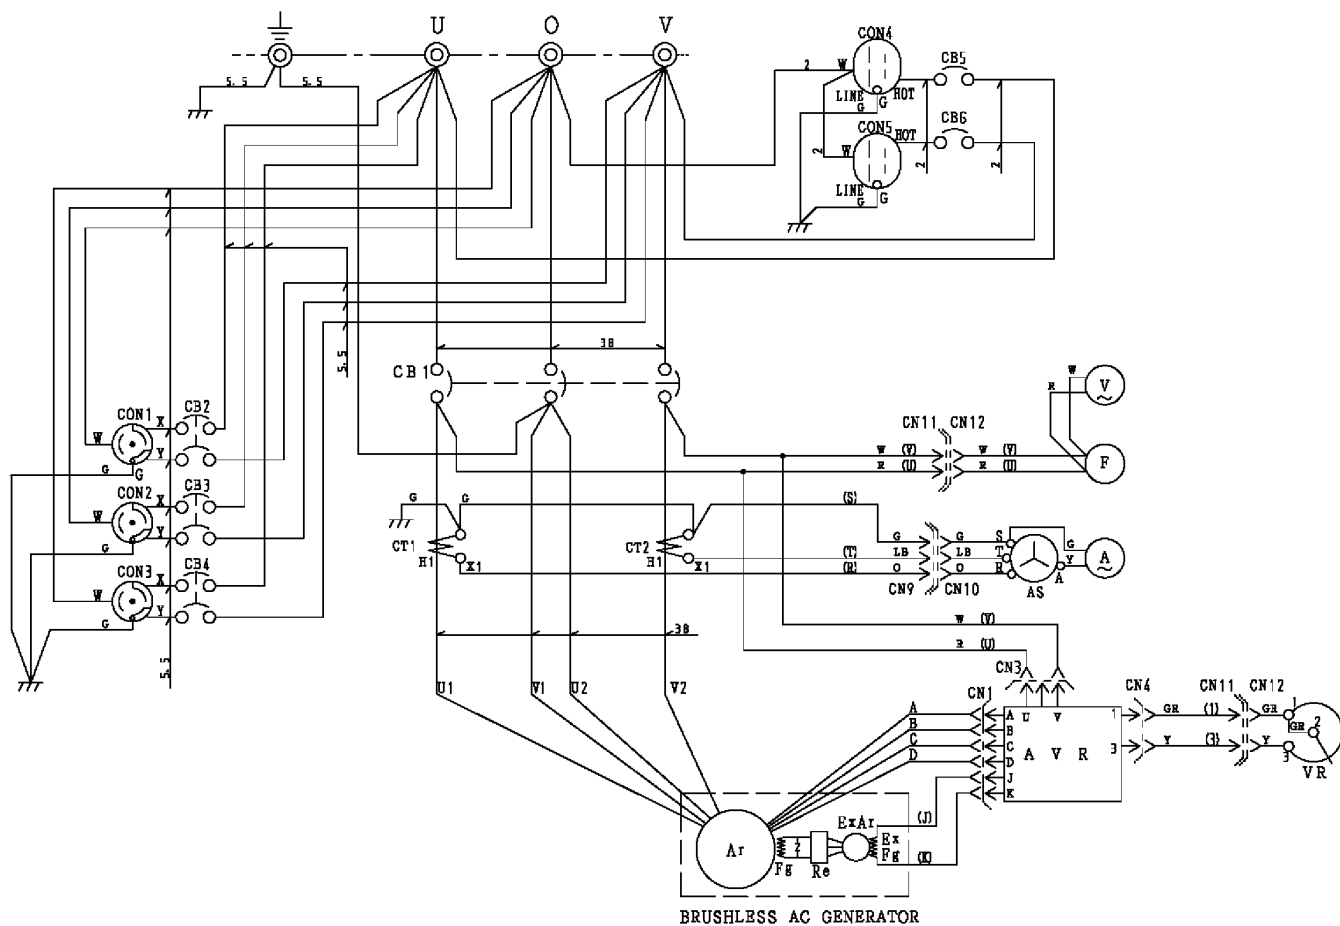 U O V
5.5 5.5
CON4
2 W
CB5
LINE HOT
G G
CON5 HOT
CB6
2 W
2 2
LINE
G G
38
5.5
CB1
CON1 X CB2
W
Y
G G
CON2 X CB3
W
Y
G
CON3 X CB4
W
Y
G
5.5
W
R
V
CN11 CN12
W (V) W (V)
R (U) R (U)
F
G G (S)
CT1 CT2
H1 X1 H1 X1
(T)
(R)
G G
LB LB
O O
CN9 CN10
S
T
R
AS
A
G
Y
A
38
W (V)
R (U)
CN3
U1 V1 U2 V2
CN1
A A U V 1
B B
C C
D D
J
K
AVR
3
CN4
GR (1)
Y (3)
CN11 CN12
GR
Y
1
GR 2
3
VR
Ar
Fg
2
Re
ExAr
Ex
Fg
(J)
(K)
BRUSHLESS AC GENERATOR